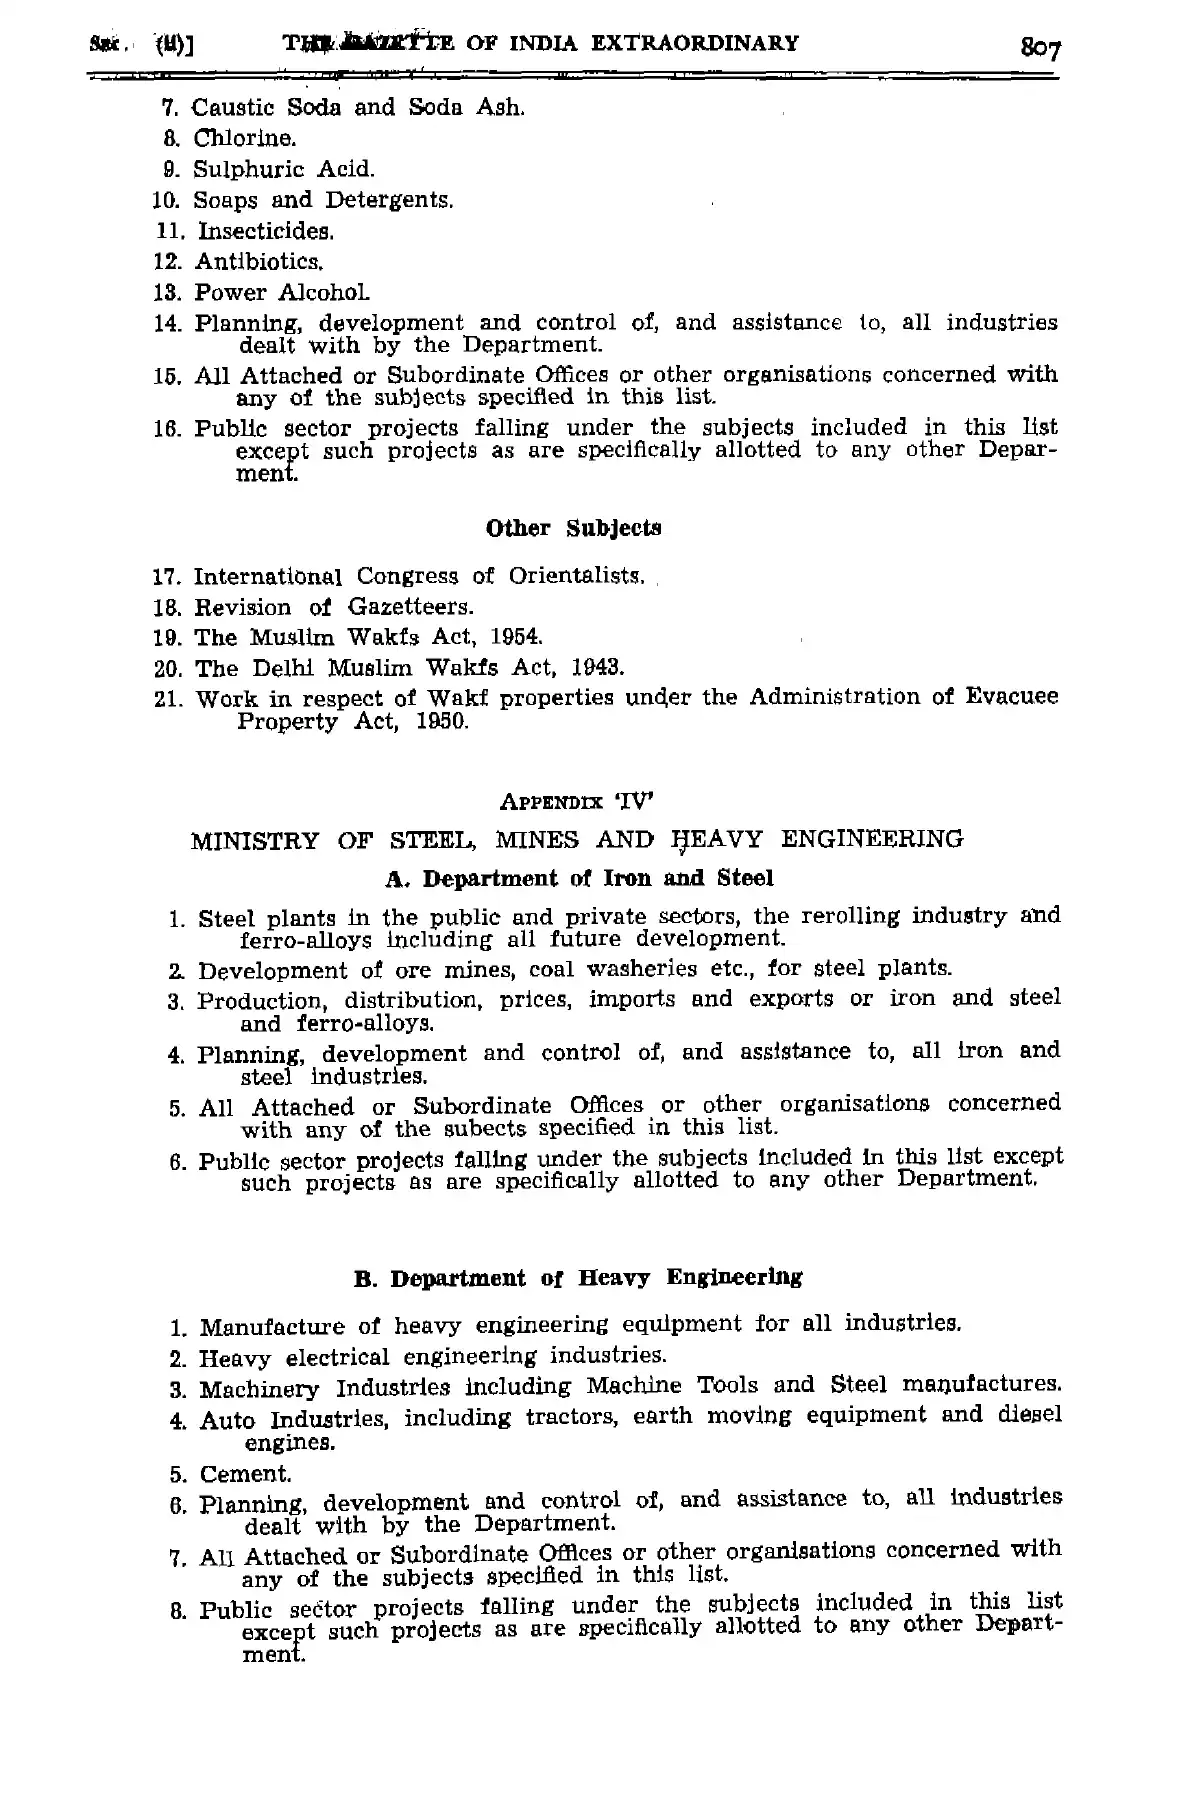 (ii)] THE GAZETTE OF INDIA EXTRAORDINARY 807
7. Caustic Soda and Soda Ash.
8. Chlorine.
9. Sulphuric Acid.
10. Soaps and Detergents.
11. Insecticides.
12. Antibiotics.
13. Power Alcohol.
14. Planning, development and control of, and assistance to, all industries
dealt with by the Department.
15. All Attached or Subordinate Offices or other organisations concerned with
any of the subjects specified in this list.
16. Public sector projects falling under the subjects included in this list
except such projects as are specifically allotted to any other Depar-
ment.
Other Subjects
17. International Congress of Orientalists.
18. Revision of Gazetteers.
19. The Muslim Wakfs Act, 1954.
20. The Delhi Muslim Wakfs Act, 1943.
21. Work in respect of Wakf properties under the Administration of Evacuee
Property Act, 1950.
APPENDIX 'IV'
MINISTRY OF STEEL, MINES AND HEAVY ENGINEERING
A. Department of Iron and Steel
1. Steel plants in the public and private sectors, the rerolling industry and
ferro-alloys including all future development.
2. Development of ore mines, coal washeries etc., for steel plants.
3. Production, distribution, prices, imports and exports or iron and steel
and ferro-alloys.
4. Planning, development and control of, and assistance to, all iron and
steel industries.
5. All Attached or Subordinate Offices or other organisations concerned
with any of the subects specified in this list.
6. Public sector projects falling under the subjects included in this list except
such projects as are specifically allotted to any other Department.
B. Department of Heavy Engineering
1. Manufacture of heavy engineering equipment for all industries.
2. Heavy electrical engineering industries.
3. Machinery Industries including Machine Tools and Steel manufactures.
4. Auto Industries, including tractors, earth moving equipment and diesel
engines.
5. Cement.
6. Planning, development and control of, and assistance to, all industries
dealt with by the Department.
7. All Attached or Subordinate Offices or other organisations concerned with
any of the subjects specified in this list.
8. Public sector projects falling under the subjects included in this list
except such projects as are specifically allotted to any other Depart-
ment.